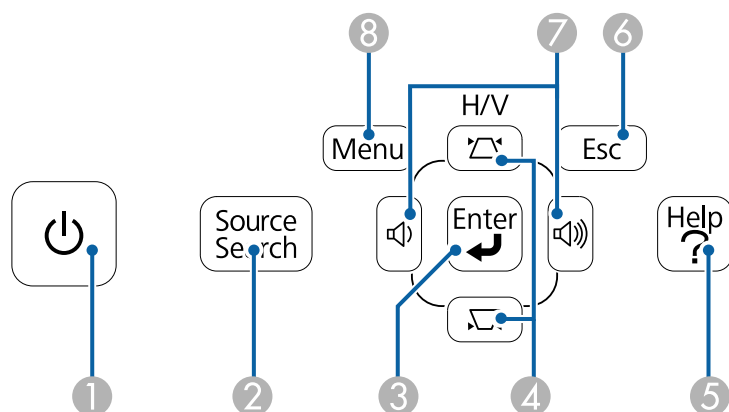 8 7 6
H/V
Menu Esc
Source
Search
Enter
Help
?
1 2 3 4 5